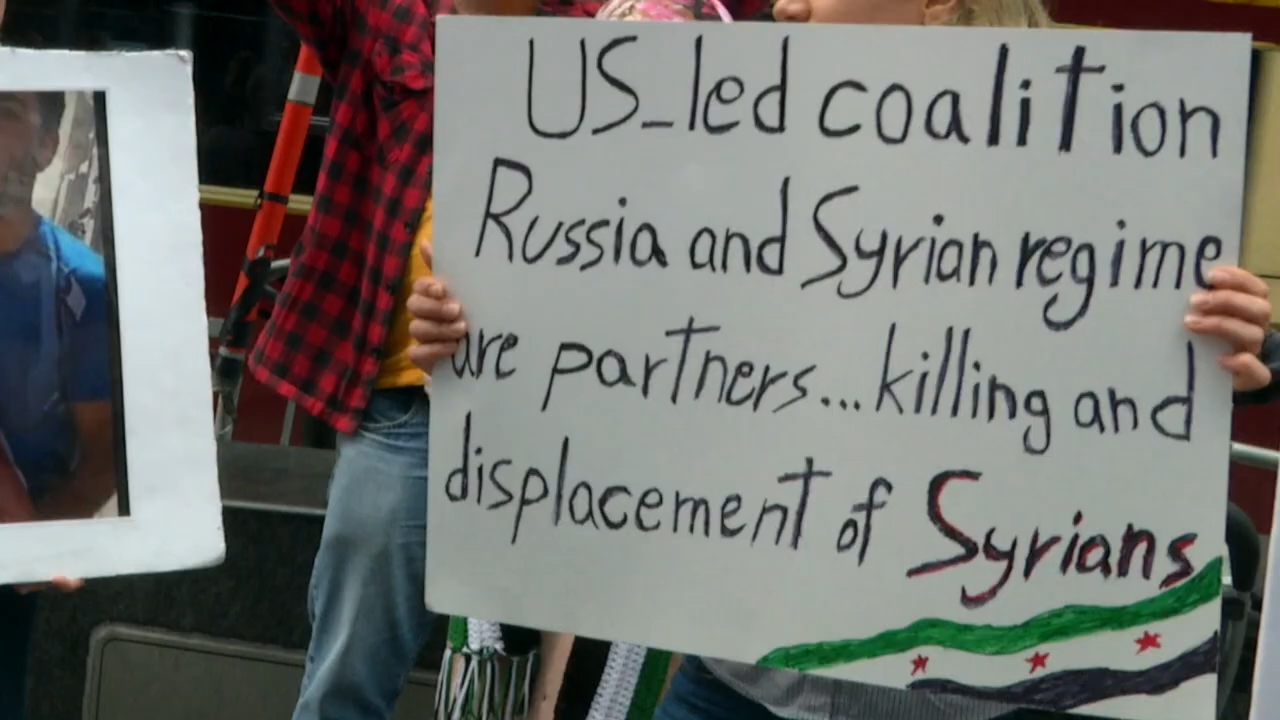 US_led coalition
Russia and Syrian regime
are partners...killing and
displacement of Syrians